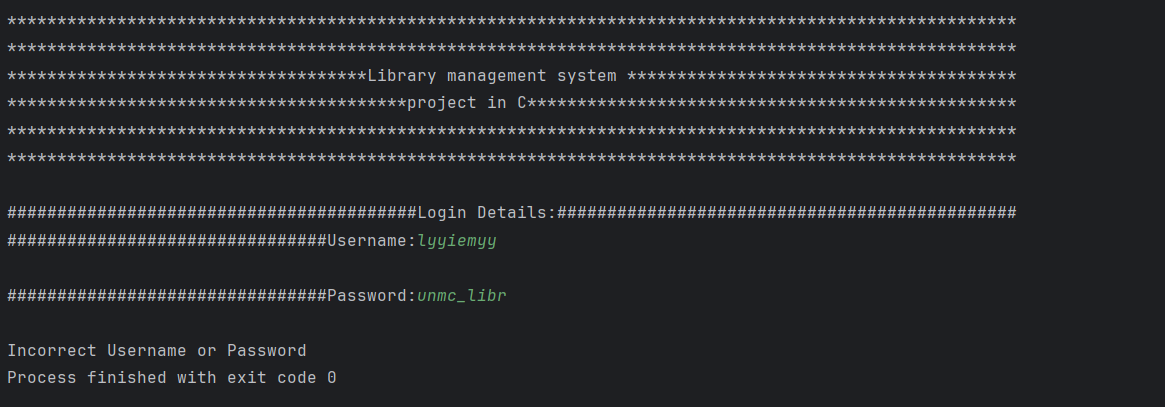 *****************************************************************************************************
*****************************************************************************************************
************************************Library management system ***************************************
****************************************project in C*************************************************
*****************************************************************************************************
*****************************************************************************************************
#########################################Login Details:##############################################
################################Username:lyyiemyy
################################Password:unmc_libr
Incorrect Username or Password
Process finished with exit code 0